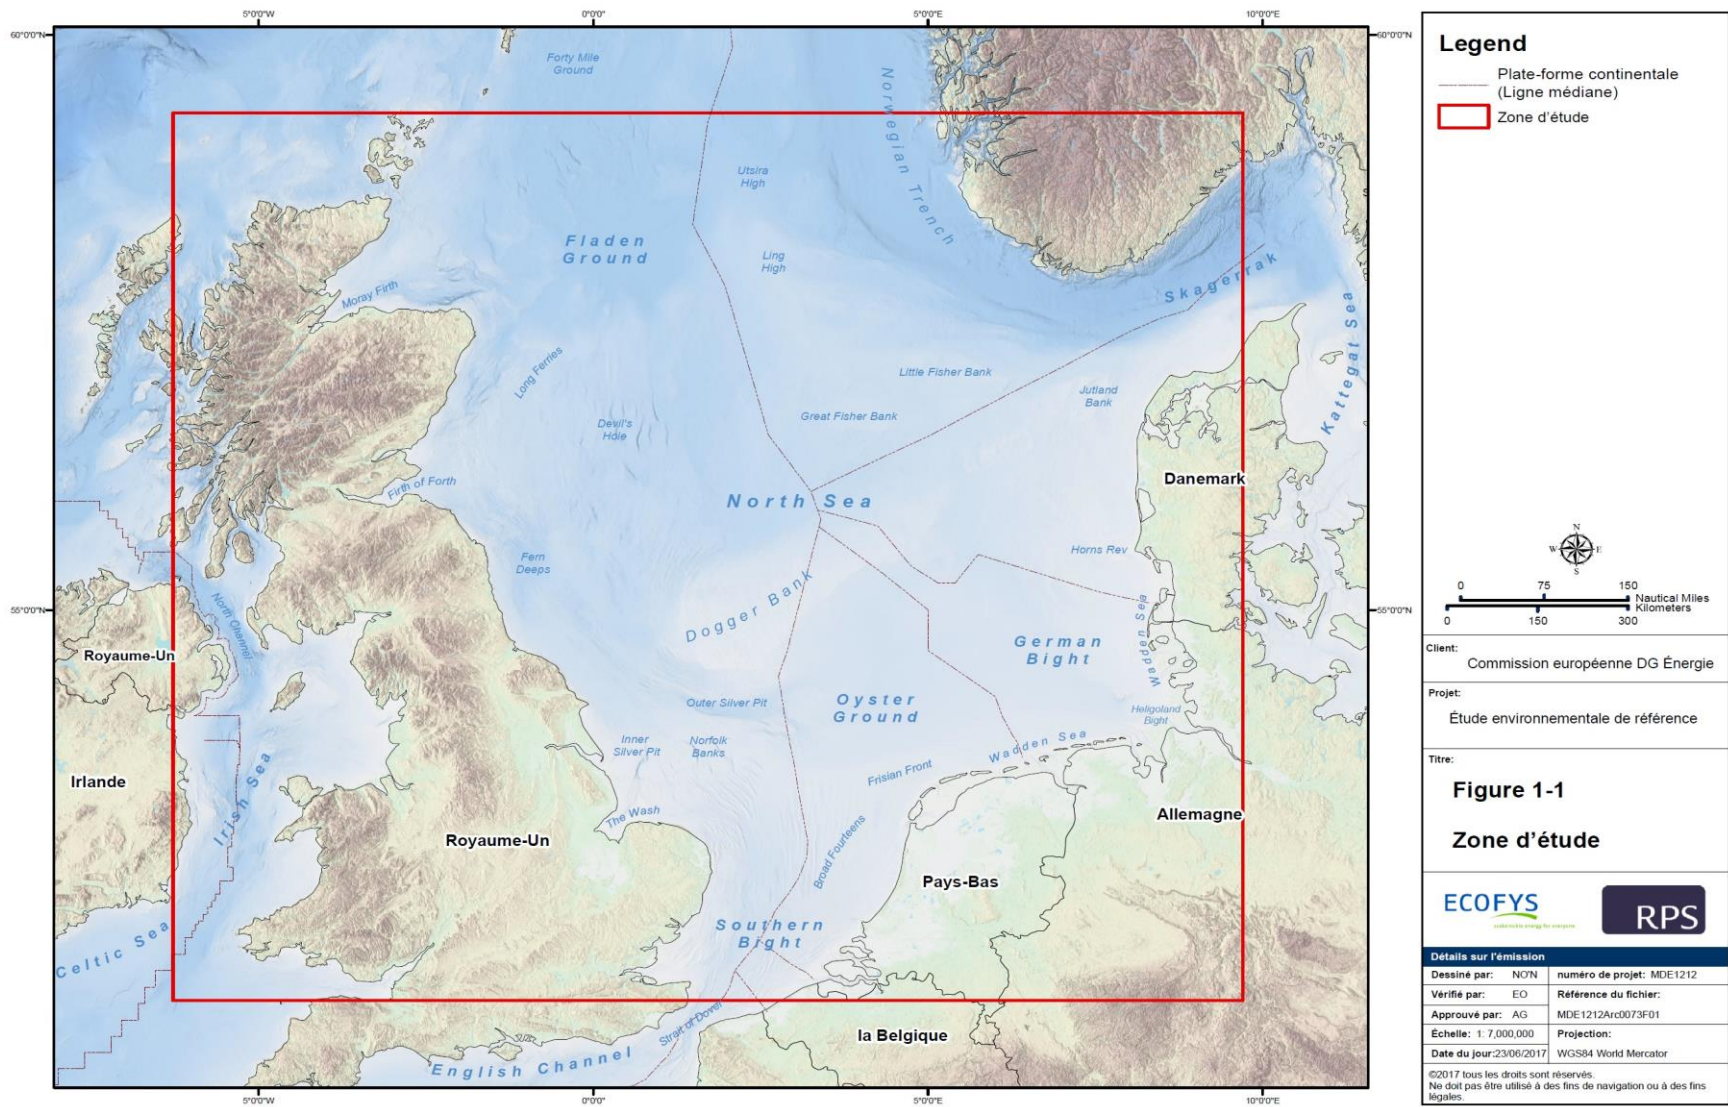 5°0'0"W
0°0'0"
5°0'0"E
10°0'0"E
60°0'0"N
60°0'0"N
Forty Mile
Ground
Norwegian Trench
Utsira
High
Fladen
Ground
Ling
High
Moray Firth
Skagerrak
Kattegat Sea
Long Ferries
Little Fisher Bank
Jutland
Bank
Great Fisher Bank
Devil's
Hole
Danemark
Firth of Forth
North Sea
Fern
Deeps
Horns Rev
Dogger Bank
55°0'0"N
55°0'0"N
North Channel
Wadden Sea
German
Bight
Royaume-Un
Outer Silver Pit
Oyster
Ground
Heligoland
Bight
Inner
Silver Pit
Norfolk
Banks
Wadden Sea
Frisian Front
Irlande
Irish Sea
The Wash
Allemagne
Royaume-Un
Broad Fourteens
Pays-Bas
Southern
Bight
Celtic Sea
Strait of Dover
la Belgique
English Channel
5°0'0"W
0°0'0"
5°0'0"E
10°0'0"E
Legend
Plate-forme continentale
(Ligne médiane)
Zone d'étude
N
W E
S
0 75 150
Nautical Miles
Kilometers
0 150 300
Client:
Commission européenne DG Énergie
Projet:
Étude environnementale de référence
Titre:
Figure 1-1
Zone d'étude
ECOFYS
sustainable energy for everyone
RPS
Détails sur l'émission
Dessiné par: NO'N numéro de projet: MDE1212
Vérifié par: EO Référence du fichier:
Approuvé par: AG MDE1212Arc0073F01
Échelle: 1: 7,000,000 Projection:
Date du jour:23/06/2017 WGS84 World Mercator
©2017 tous les droits sont réservés.
Ne doit pas être utilisé à des fins de navigation ou à des fins
légales.